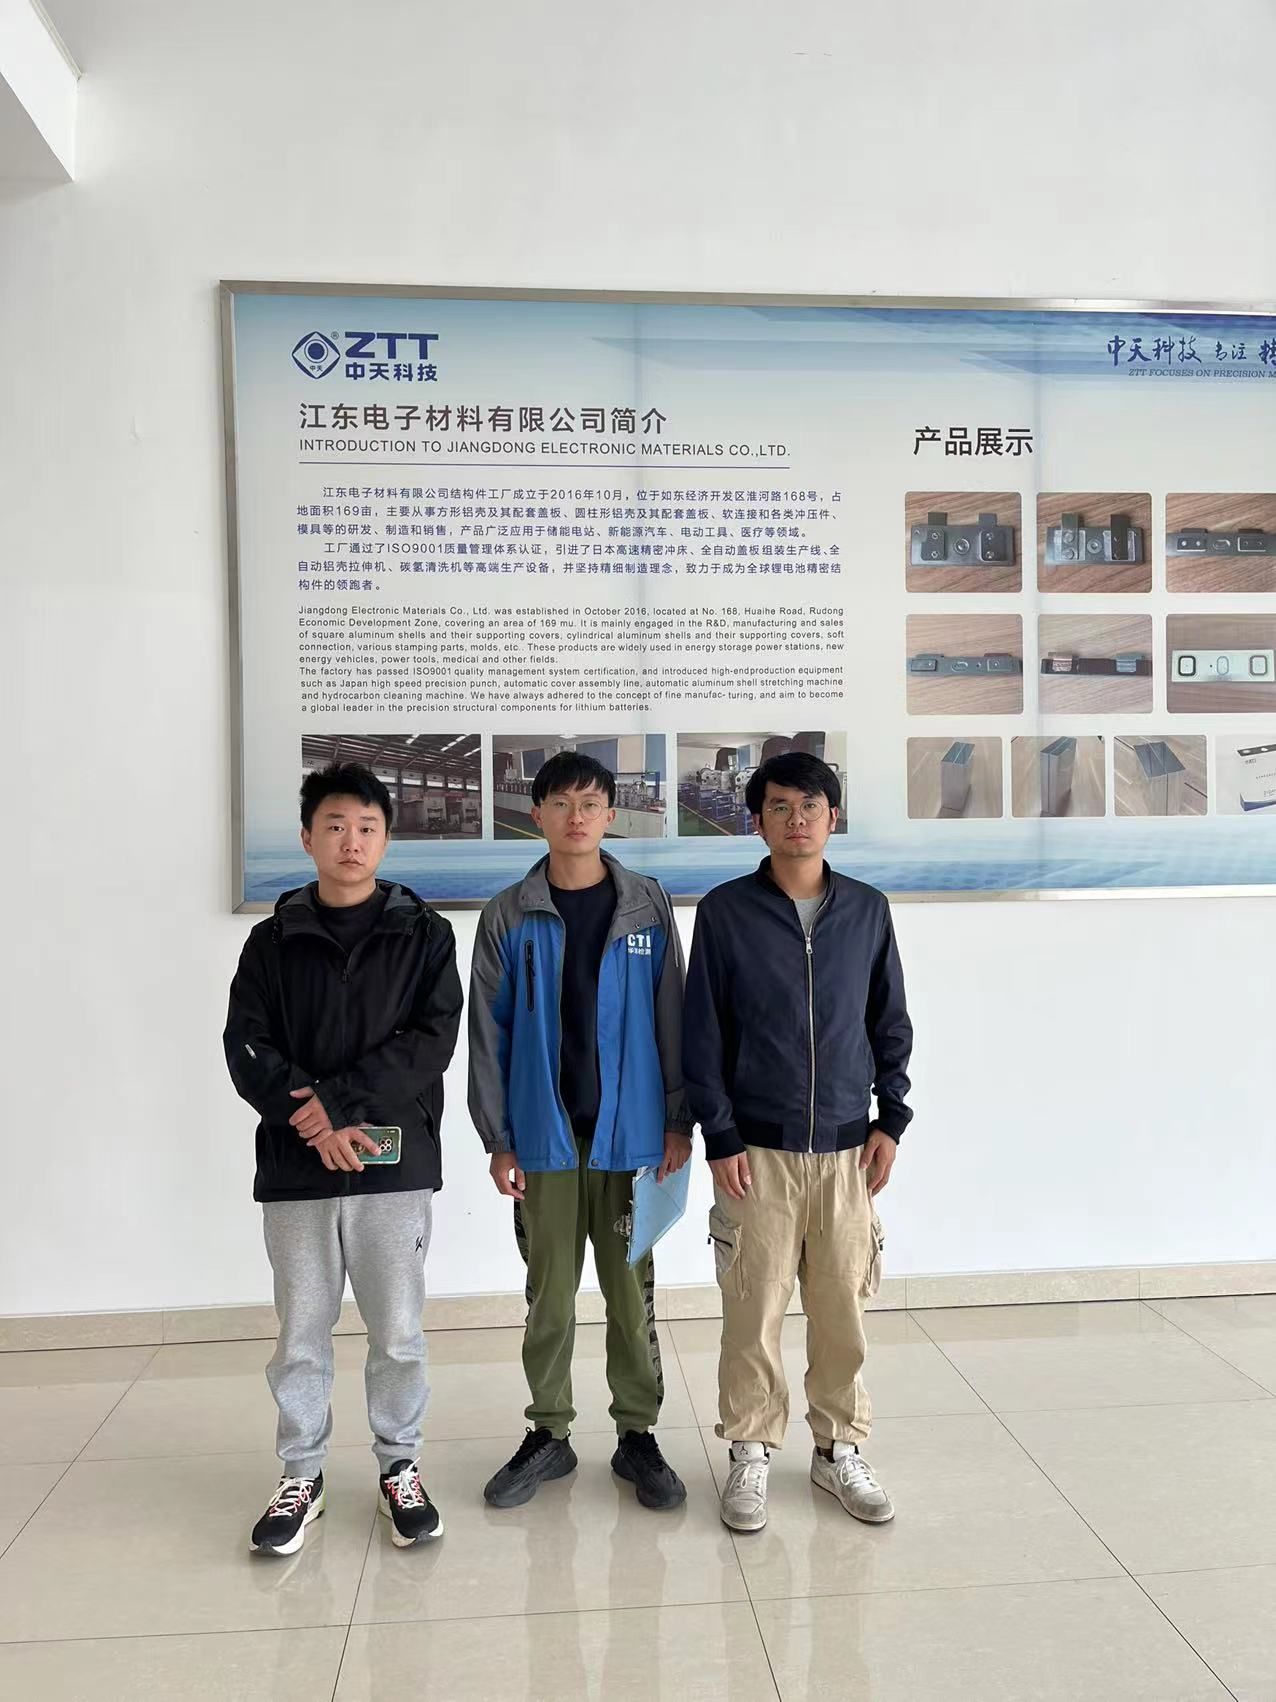 ZTT
中天
中天科技
中天科技 专注
ZTT FOCUSES ON PRECISION M
江东电子材料有限公司简介
INTRODUCTION TO JIANGDONG ELECTRONIC MATERIALS CO.,LTD.
江东电子材料有限公司结构件工厂成立于2016年10月，位于如东经济开发区淮河路168号，占
地面积169亩，主要从事方形铝壳及其配套盖板、圆柱形铝壳及其配套盖板、软连接和各类冲压件、
模具等的研发、制造和销售，产品广泛应用于储能电站、新能源汽车、电动工具、医疗等领域。
工厂通过了ISO9001质量管理体系认证，引进了日本高速精密冲床、全自动盖板组装生产线、全
自动铝壳拉伸机、碳氢清洗机等高端生产设备，并坚持精细制造理念，致力于成为全球锂电池精密结
构件的领跑者。
Jiangdong Electronic Materials Co., Ltd. was established in October 2016, located at No. 168, Huaihe Road, Rudong
Economic Development Zone, covering an area of 169 mu. It is mainly engaged in the R&D, manufacturing and sales
of square aluminum shells and their supporting covers, cylindrical aluminum shells and their supporting covers, soft
connection, various stamping parts, molds, etc.. These products are widely used in energy storage power stations, new
energy vehicles, power tools, medical and other fields.
The factory has passed ISO9001 quality management system certification, and introduced high-endproduction equipment
such as Japan high speed precision punch, automatic cover assembly line, automatic aluminum shell stretching machine
and hydrocarbon cleaning machine. We have always adhered to the concept of fine manufac- turing, and aim to become
a global leader in the precision structural components for lithium batteries.
产品展示
CTI
华测检测